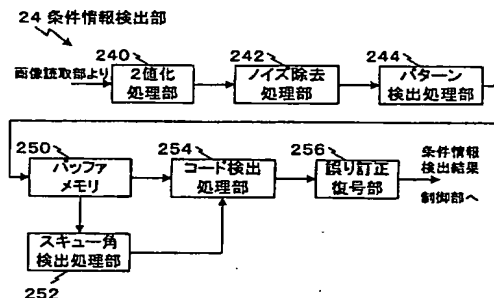 24 条件情報検出部
画像読取部より
240
2値化
処理部
242
ノイズ除去
処理部
244
パターン
検出処理部
250
バッファ
メモリ
254
コード検出
処理部
256
誤り訂正
復号部
条件情報
検出結果
制御部へ
スキュー角
検出処理部
252